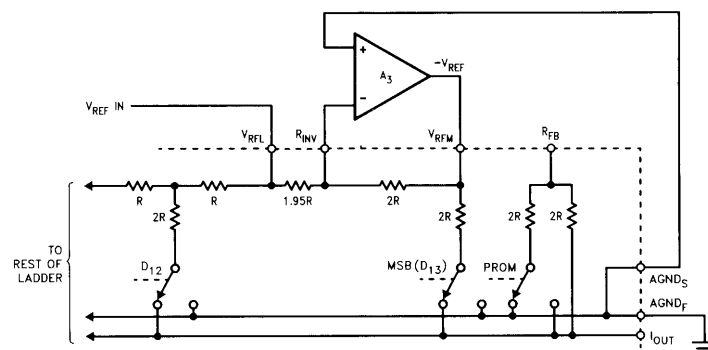 +
A3
-VREF
−
VREF IN
VRFL
RINV
VRFM
RFB
R
R
1.95R
2R
2R
2R
2R
2R
TO
REST OF
LADDER
D12
MSB(D13)
PROM
AGNDS
AGNDF
IOUT